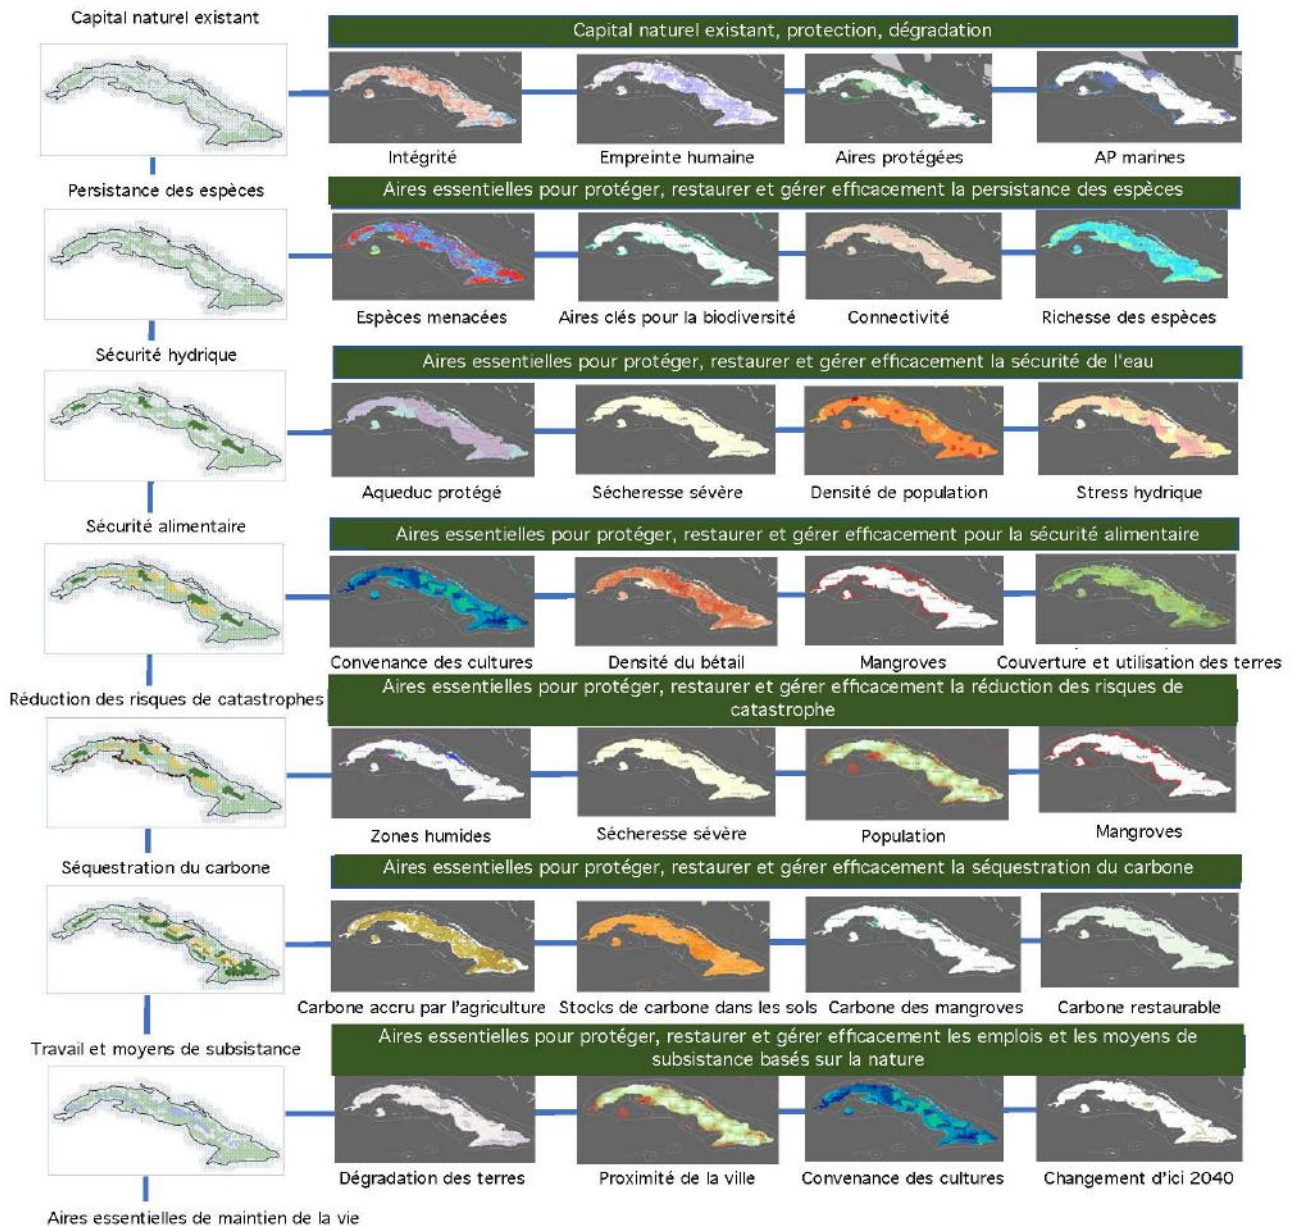 Capital naturel existant
Capital naturel existant, protection, dégradation
Intégrité
Empreinte humaine
Aires protégées
AP marines
Persistance des espèces
Aires essentielles pour protéger, restaurer et gérer efficacement la persistance des espèces
Espèces menacées
Aires clés pour la biodiversité
Connectivité
Richesse des espèces
Sécurité hydrique
Aires essentielles pour protéger, restaurer et gérer efficacement la sécurité de l'eau
Aqueduc protégé
Sécheresse sévère
Densité de population
Stress hydrique
Sécurité alimentaire
Aires essentielles pour protéger, restaurer et gérer efficacement pour la sécurité alimentaire
Convenance des cultures
Densité du bétail
Mangroves
Couverture et utilisation des terres
Réduction des risques de catastrophes
Aires essentielles pour protéger, restaurer et gérer efficacement la réduction des risques de
catastrophe
Zones humides
Sécheresse sévère
Population
Mangroves
Séquestration du carbone
Aires essentielles pour protéger, restaurer et gérer efficacement la séquestration du carbone
Carbone accru par l'agriculture
Stocks de carbone dans les sols
Carbone des mangroves
Carbone restaurable
Travail et moyens de subsistance
Aires essentielles pour protéger, restaurer et gérer efficacement les emplois et les moyens de
subsistance basés sur la nature
Dégradation des terres
Proximité de la ville
Convenance des cultures
Changement d'ici 2040
Aires essentielles de maintien de la vie